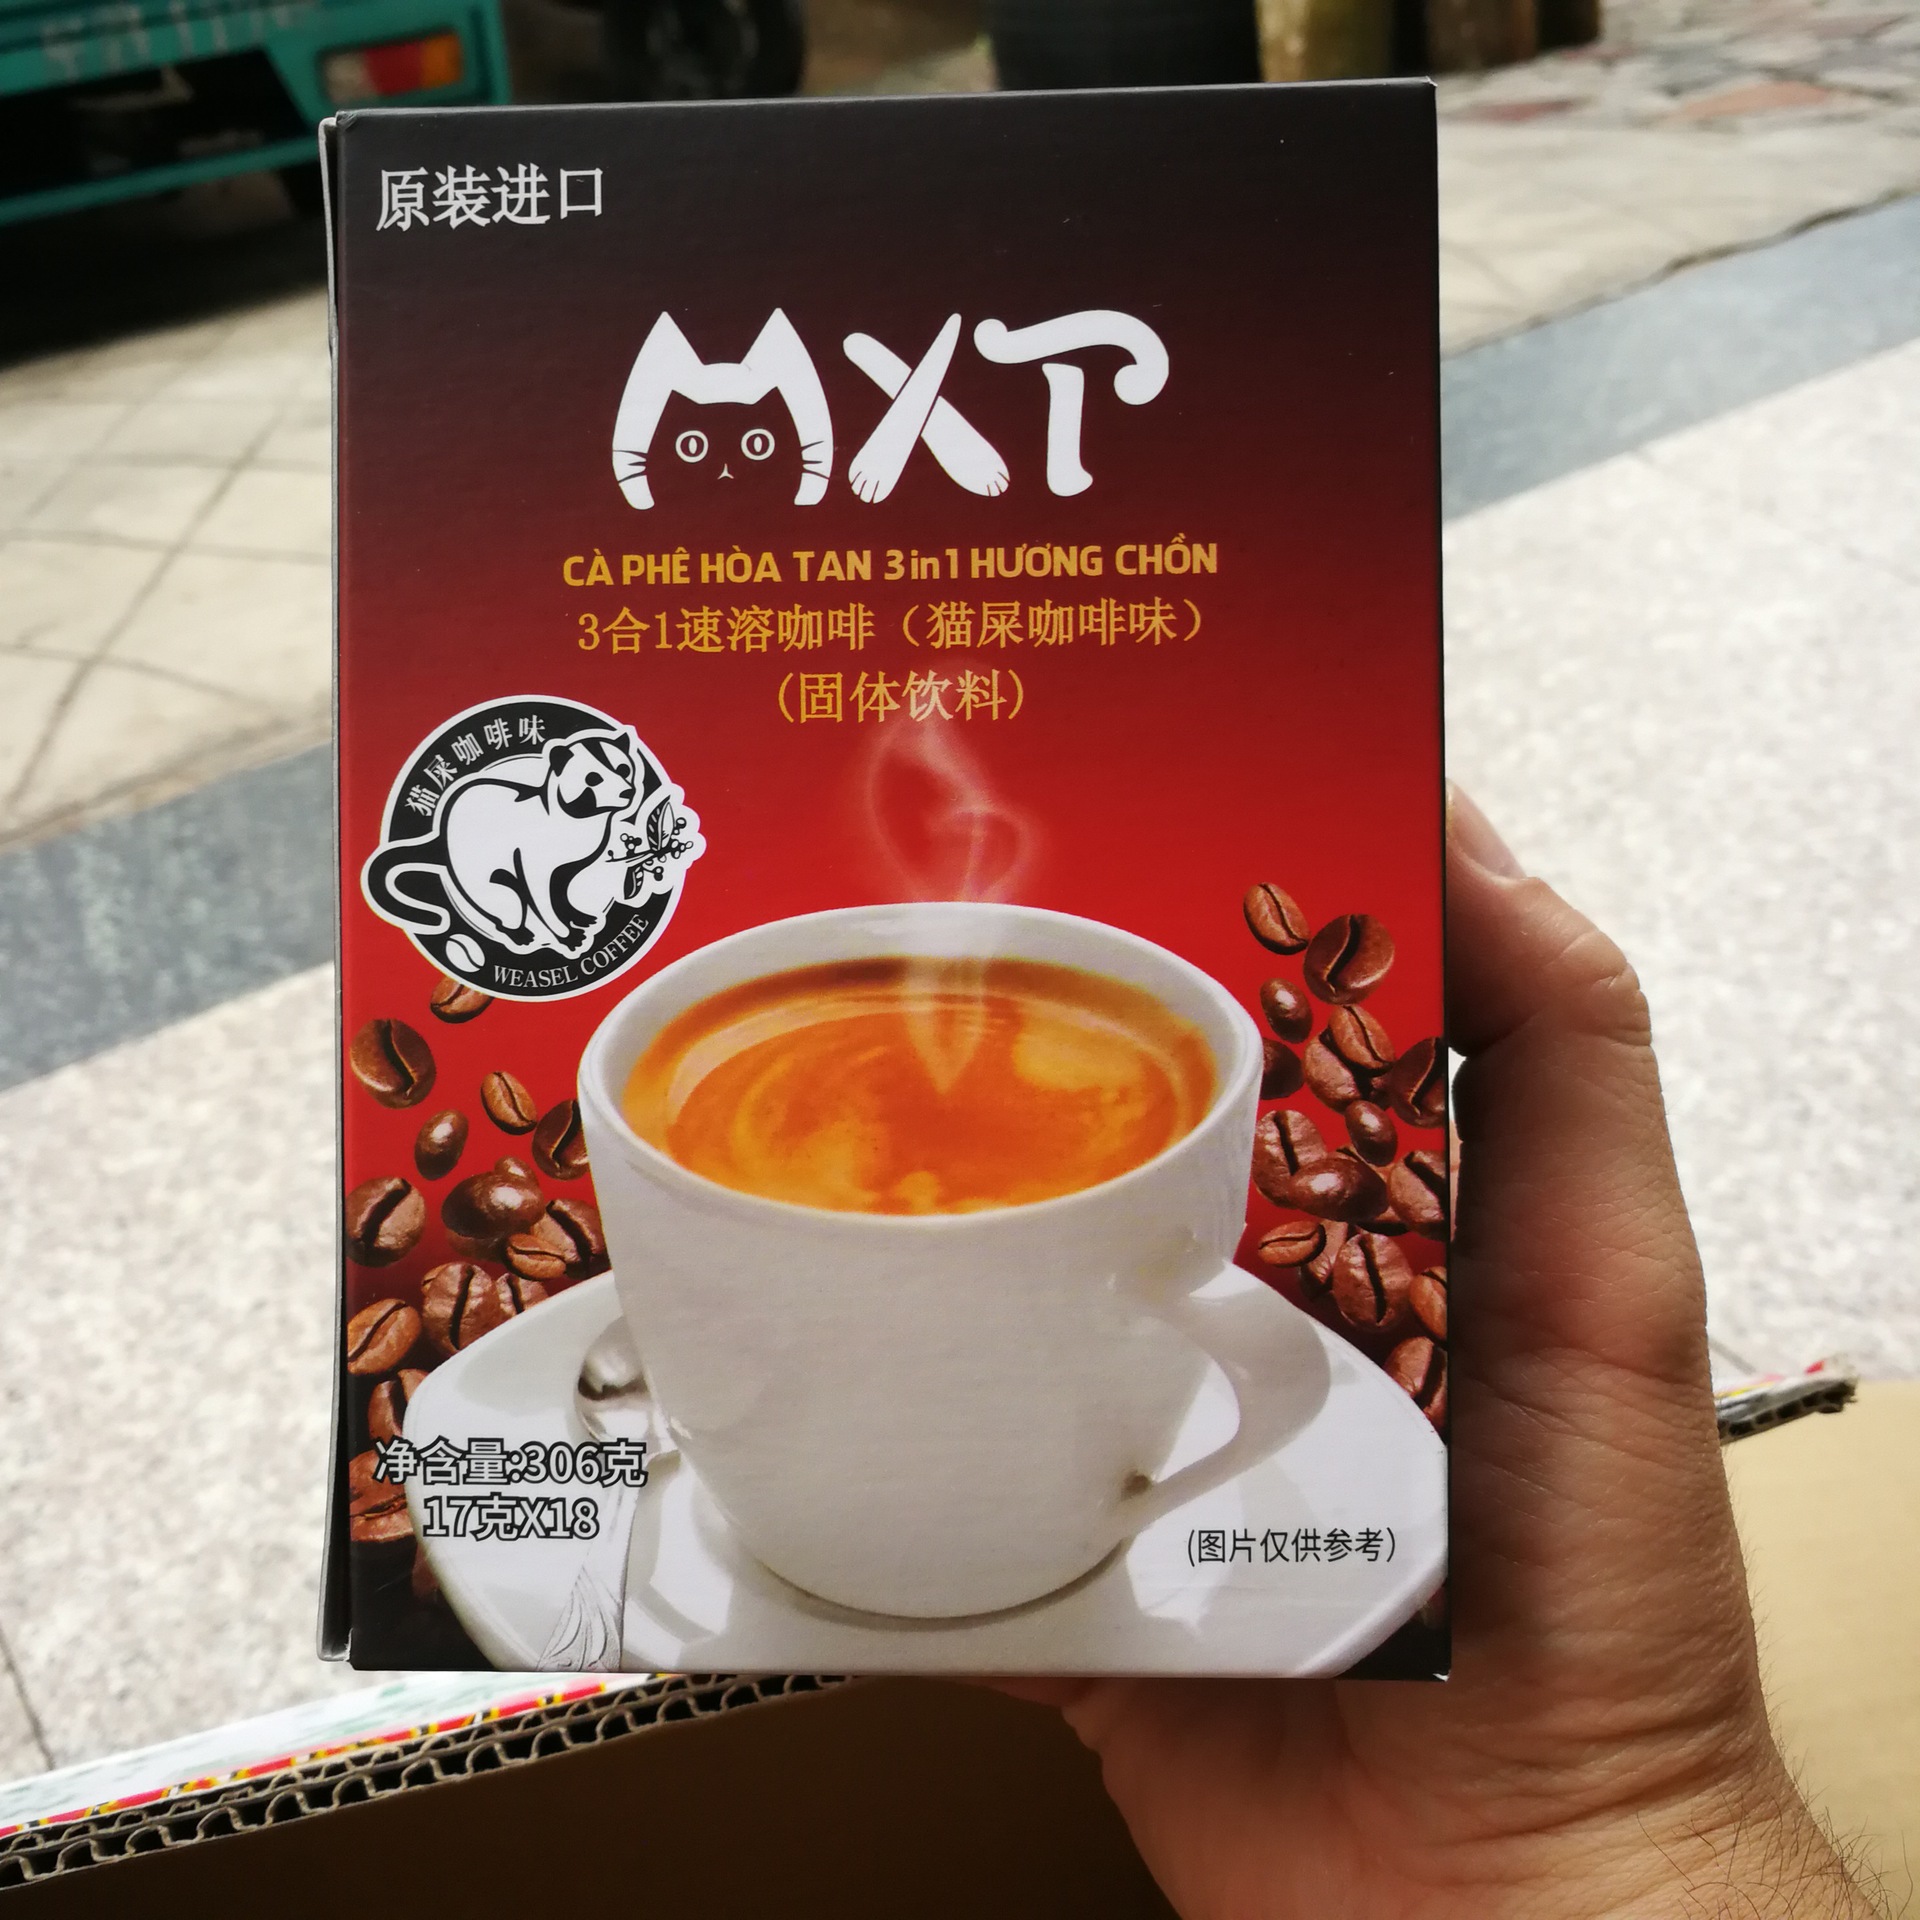 原装进口
MXT
CÀ PHÊ HÒA TAN 3in1 HƯƠNG CHỒN
3合1速溶咖啡（猫屎咖啡味）
(固体饮料)
猫屎咖啡味
WEASEL COFFEE
净含量:306克
17克X18
(图片仅供参考)